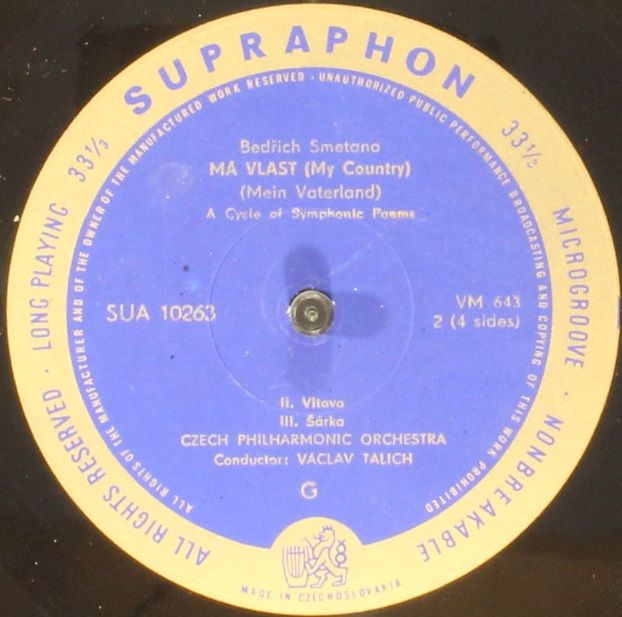 SUPRAPHON
33⅓
33⅓
LONG PLAYING
MICROGROOVE · NONBREAKABLE
ALL RIGHTS RESERVED ·
ALL RIGHTS OF THE MANUFACTURER AND OF THE OWNER OF THE MANUFACTURED WORK RESERVED · UNAUTHORIZED PUBLIC PERFORMANCE BROADCASTING AND COPYING OF THIS WORK PROHIBITED
Bedřich Smetana
MÁ VLAST (My Country)
(Mein Vaterland)
A Cycle of Symphonic Poems
SUA 10263
VM 643
2 (4 sides)
II. Vltava
III. Šárka
CZECH PHILHARMONIC ORCHESTRA
Conductor: VÁCLAV TALICH
G
MADE IN CZECHOSLOVAKIA